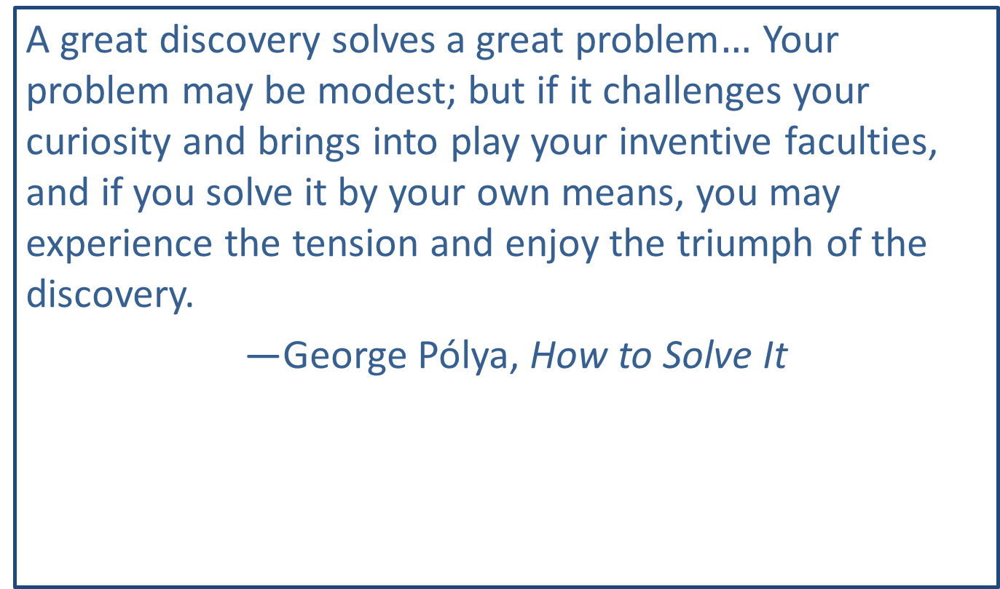 A great discovery solves a great problem... Your
problem may be modest; but if it challenges your
curiosity and brings into play your inventive faculties,
and if you solve it by your own means, you may
experience the tension and enjoy the triumph of the
discovery.
—George Pólya, How to Solve It